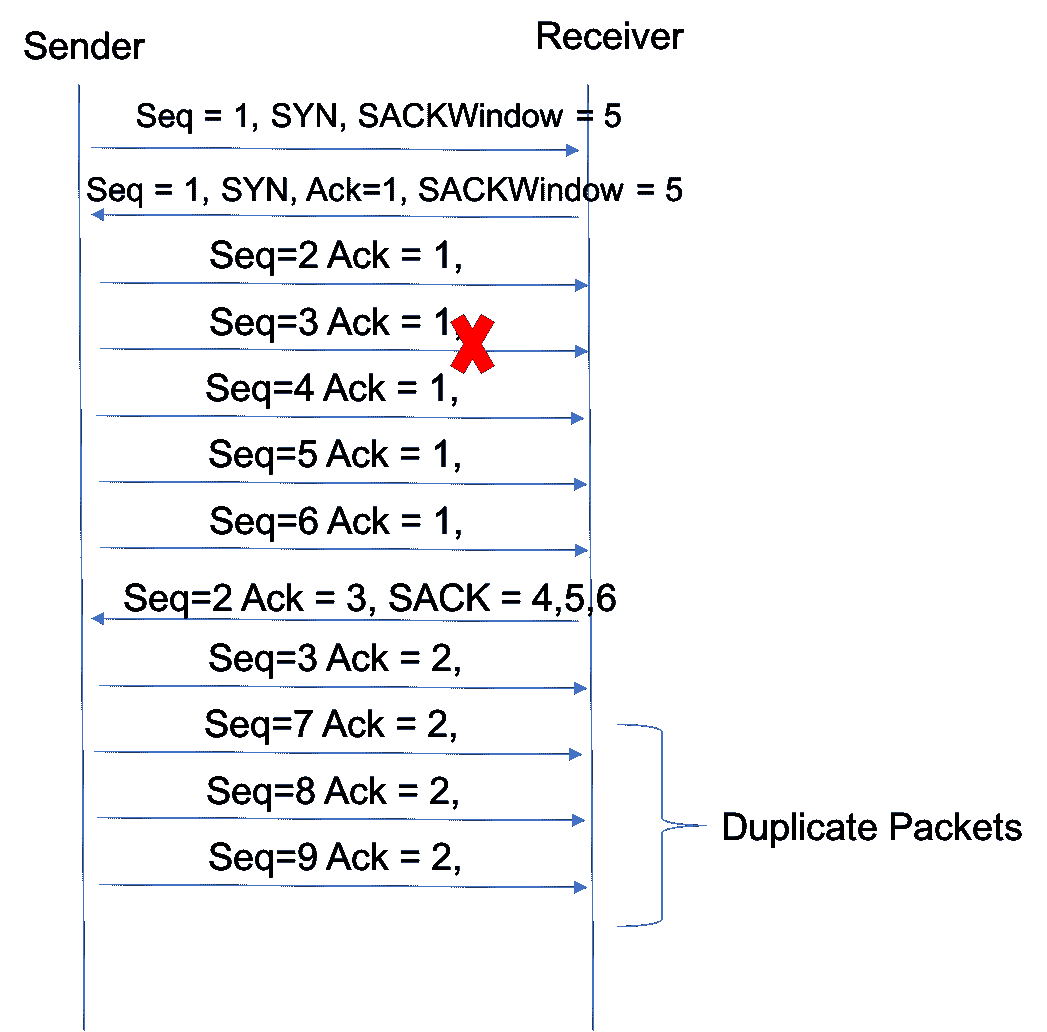 Sender
Receiver
Seq = 1, SYN, SACKWindow = 5
Seq = 1, SYN, Ack=1, SACKWindow = 5
Seq=2 Ack = 1,
Seq=3 Ack = 1,
Seq=4 Ack = 1,
Seq=5 Ack = 1,
Seq=6 Ack = 1,
Seq=2 Ack = 3, SACK = 4,5,6
Seq=3 Ack = 2,
Seq=7 Ack = 2,
Seq=8 Ack = 2,
Duplicate Packets
Seq=9 Ack = 2,